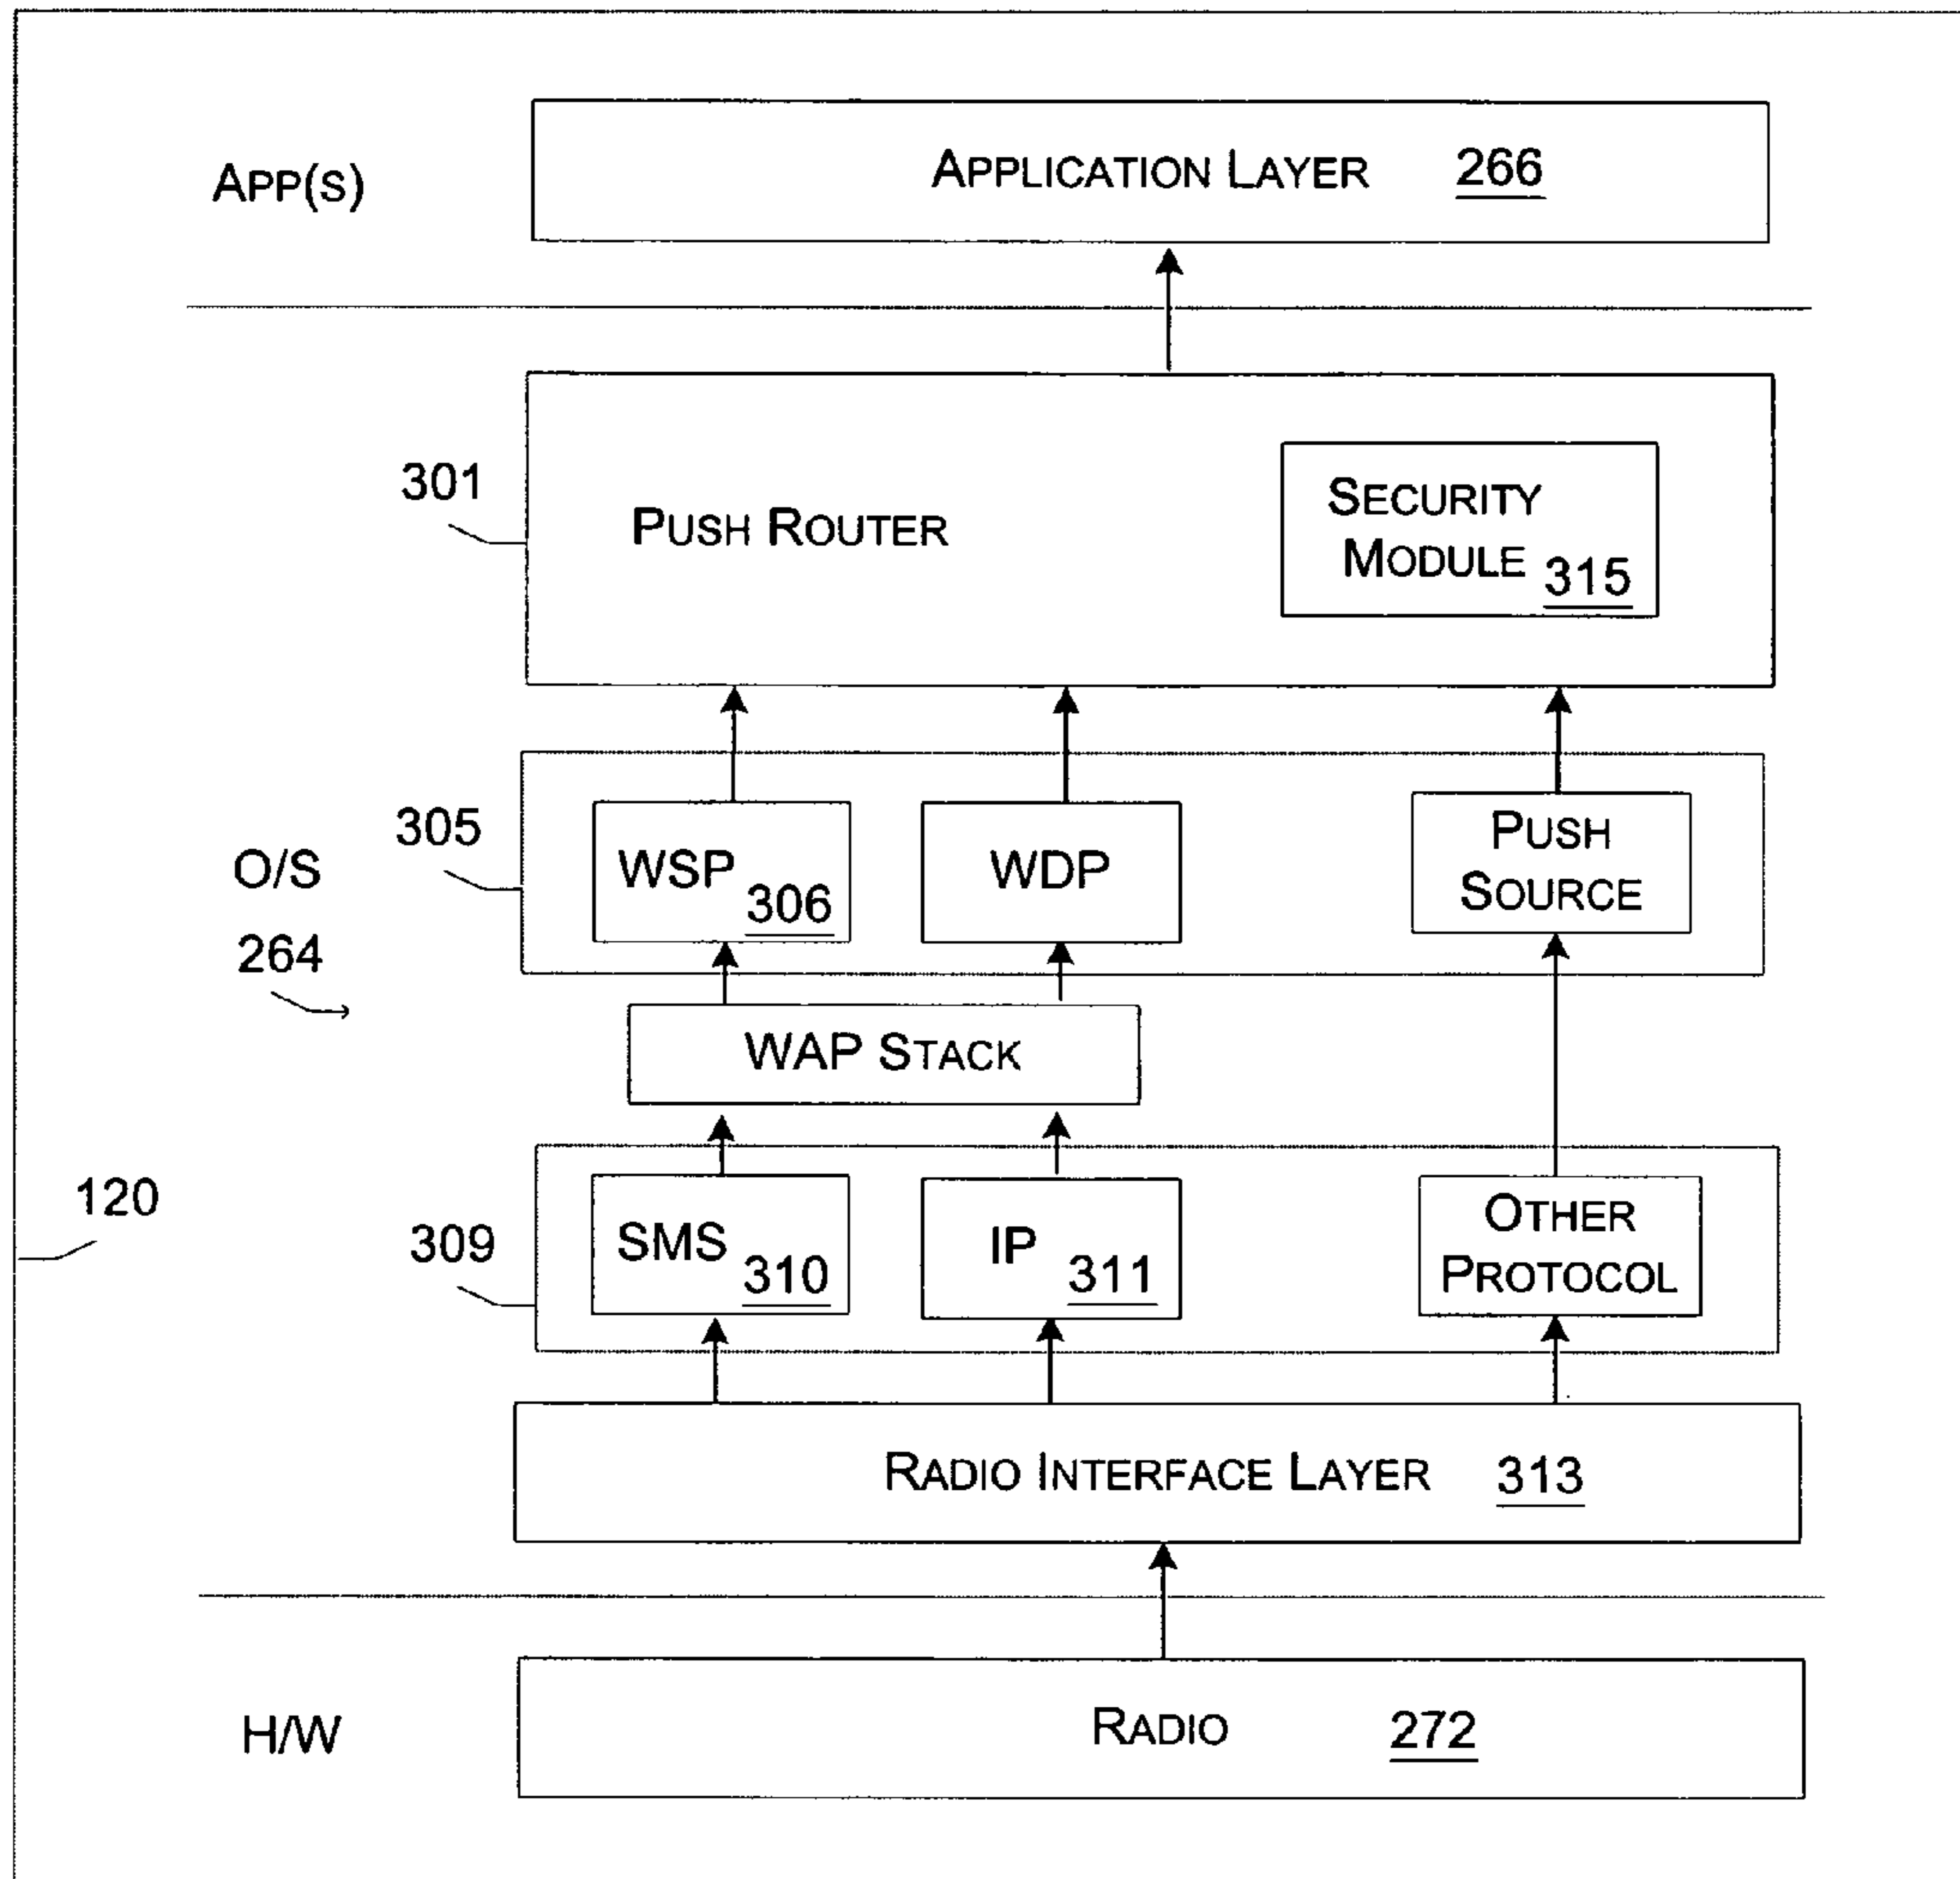 APP(S)
APPLICATION LAYER 266
301
PUSH ROUTER
SECURITY
MODULE 315
305
O/S
264
WSP 306
WDP
PUSH
SOURCE
WAP STACK
120
309
SMS 310
IP 311
OTHER
PROTOCOL
RADIO INTERFACE LAYER 313
H/W
RADIO 272